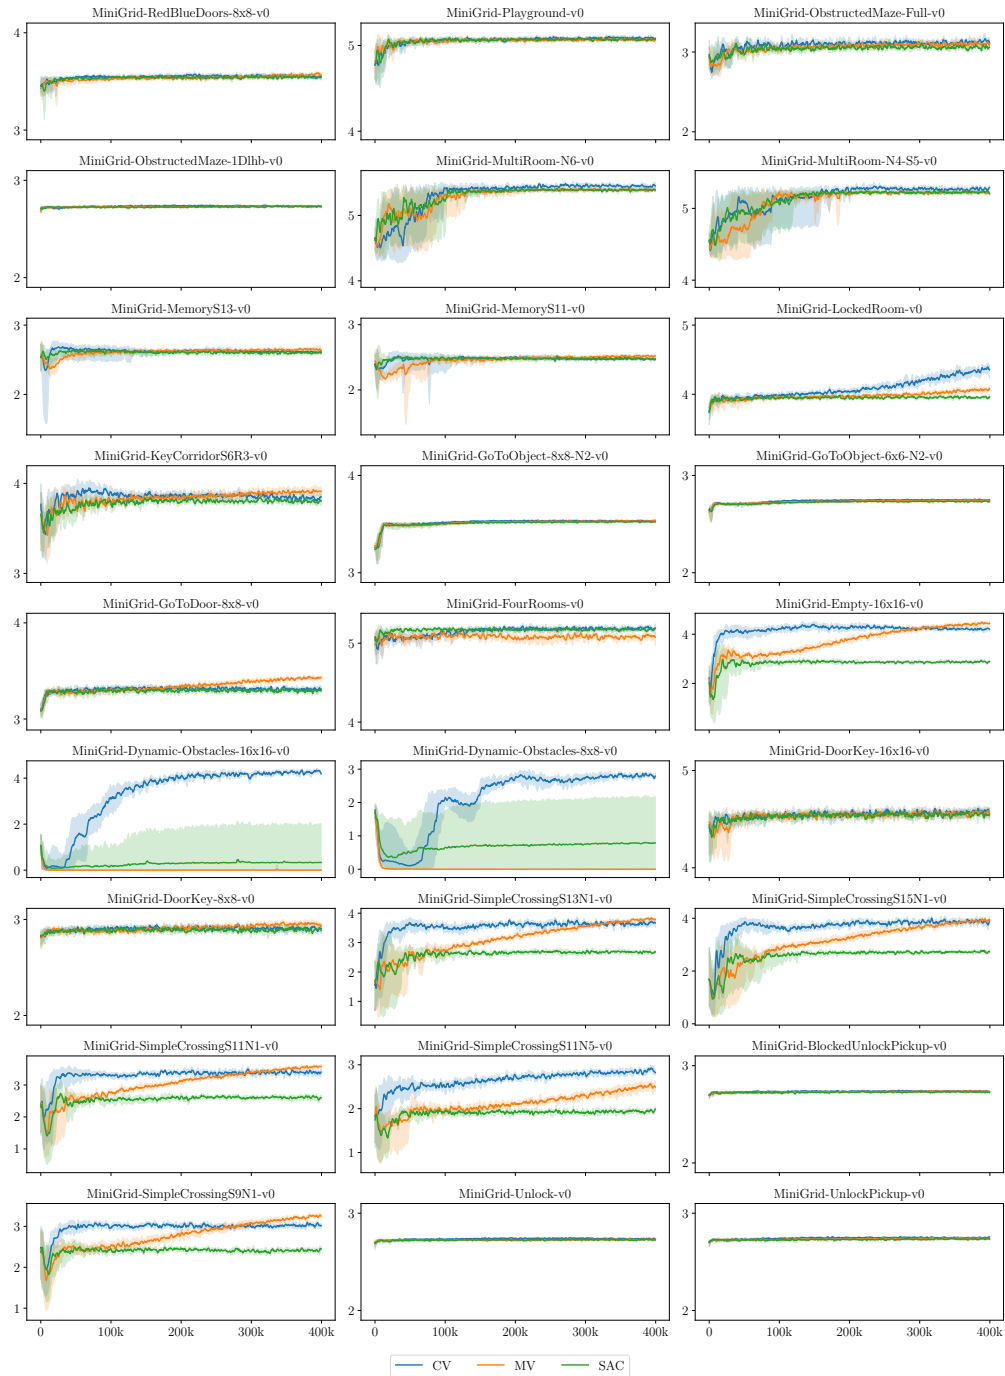 MiniGrid-RedBlueDoors-8x8-v0
4
3
MiniGrid-Playground-v0
5
4
MiniGrid-ObstructedMaze-Full-v0
3
2
MiniGrid-ObstructedMaze-1Dlhb-v0
3
2
MiniGrid-MultiRoom-N6-v0
5
4
MiniGrid-MultiRoom-N4-S5-v0
5
4
MiniGrid-MemoryS13-v0
3
2
MiniGrid-MemoryS11-v0
3
2
MiniGrid-LockedRoom-v0
5
4
MiniGrid-KeyCorridorS6R3-v0
4
3
MiniGrid-GoToObject-8x8-N2-v0
4
3
MiniGrid-GoToObject-6x6-N2-v0
3
2
MiniGrid-GoToDoor-8x8-v0
4
3
MiniGrid-FourRooms-v0
5
4
MiniGrid-Empty-16x16-v0
4
2
MiniGrid-Dynamic-Obstacles-16x16-v0
4
2
0
MiniGrid-Dynamic-Obstacles-8x8-v0
3
2
1
0
MiniGrid-DoorKey-16x16-v0
5
4
MiniGrid-DoorKey-8x8-v0
3
2
MiniGrid-SimpleCrossingS13N1-v0
4
3
2
1
MiniGrid-SimpleCrossingS15N1-v0
4
2
0
MiniGrid-SimpleCrossingS11N1-v0
3
2
1
MiniGrid-SimpleCrossingS11N5-v0
3
2
1
MiniGrid-BlockedUnlockPickup-v0
3
2
MiniGrid-SimpleCrossingS9N1-v0
3
2
1
0 100k 200k 300k 400k
MiniGrid-Unlock-v0
3
2
0 100k 200k 300k 400k
MiniGrid-UnlockPickup-v0
3
2
0 100k 200k 300k 400k
CV MV SAC